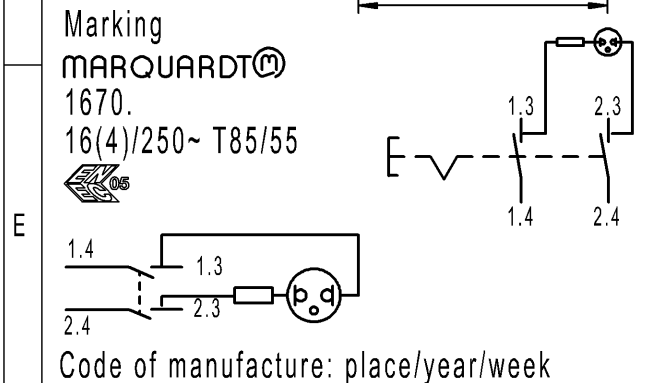 Marking
MARQUARDT m
1670.
16(4)/250~ T85/55
ENEC 05
1.3 2.3
1.4 2.4
E
1.4 1.3
2.4 2.3
Code of manufacture: place/year/week